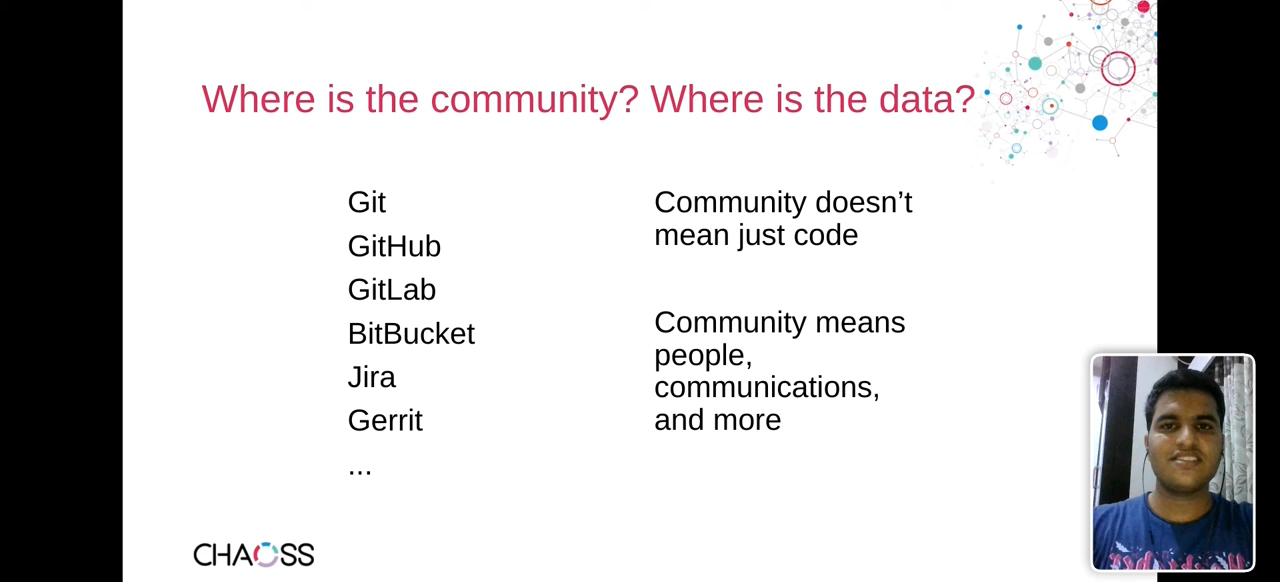 Where is the community? Where is the data?
Git
GitHub
GitLab
BitBucket
Jira
Gerrit
...
Community doesn’t
mean just code
Community means
people,
communications,
and more
CHAOSS